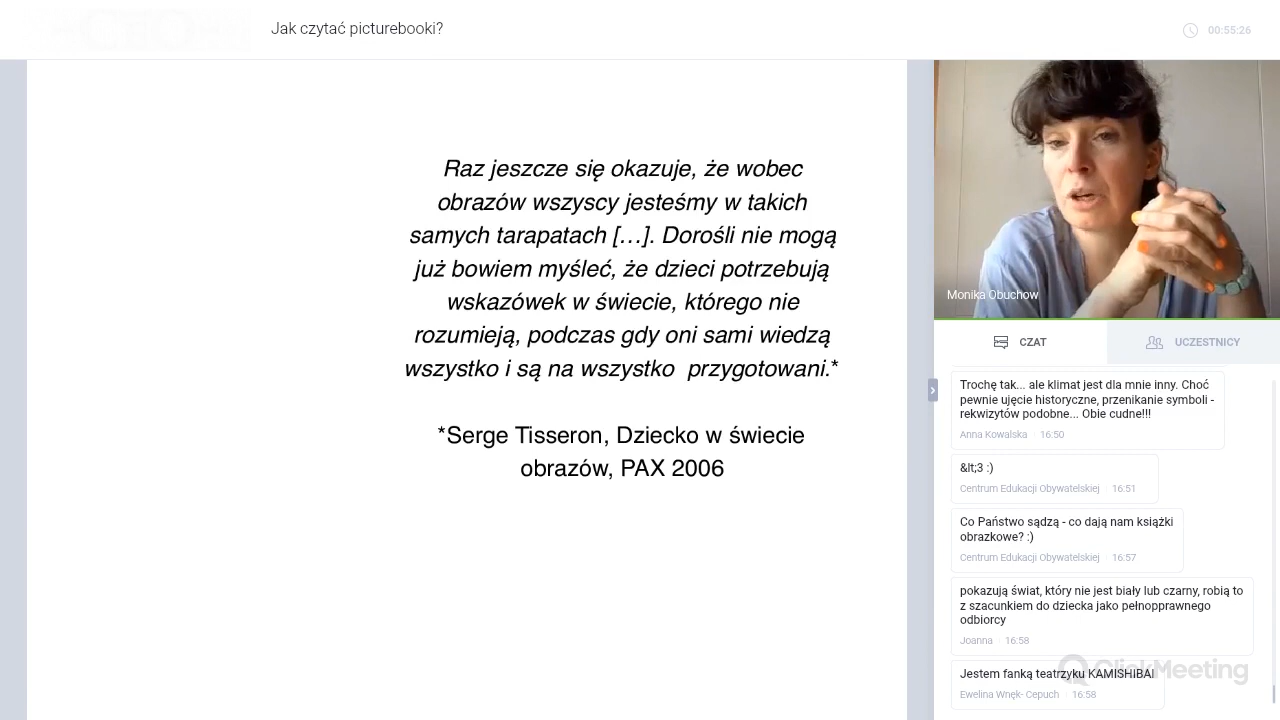 Jak czytać picturebooki?
00:55:26
Raz jeszcze się okazuje, że wobec
obrazów wszyscy jesteśmy w takich
samych tarapatach […]. Dorośli nie mogą
już bowiem myśleć, że dzieci potrzebują
wskazówek w świecie, którego nie
rozumieją, podczas gdy oni sami wiedzą
wszystko i są na wszystko  przygotowani.*
*Serge Tisseron, Dziecko w świecie
obrazów, PAX 2006
Monika Obuchow
CZAT
UCZESTNICY
Trochę tak... ale klimat jest dla mnie inny. Choć
pewnie ujęcie historyczne, przenikanie symboli -
rekwizytów podobne... Obie cudne!!!
Anna Kowalska 16:50
&lt;3 :)
Centrum Edukacji Obywatelskiej 16:51
Co Państwo sądzą - co dają nam książki
obrazkowe? :)
Centrum Edukacji Obywatelskiej 16:57
pokazują świat, który nie jest biały lub czarny, robią to
z szacunkiem do dziecka jako pełnopprawnego
odbiorcy
Joanna 16:58
Jestem fanką teatrzyku KAMISHIBAI
Ewelina Wnęk- Cepuch 16:58
ClickMeeting